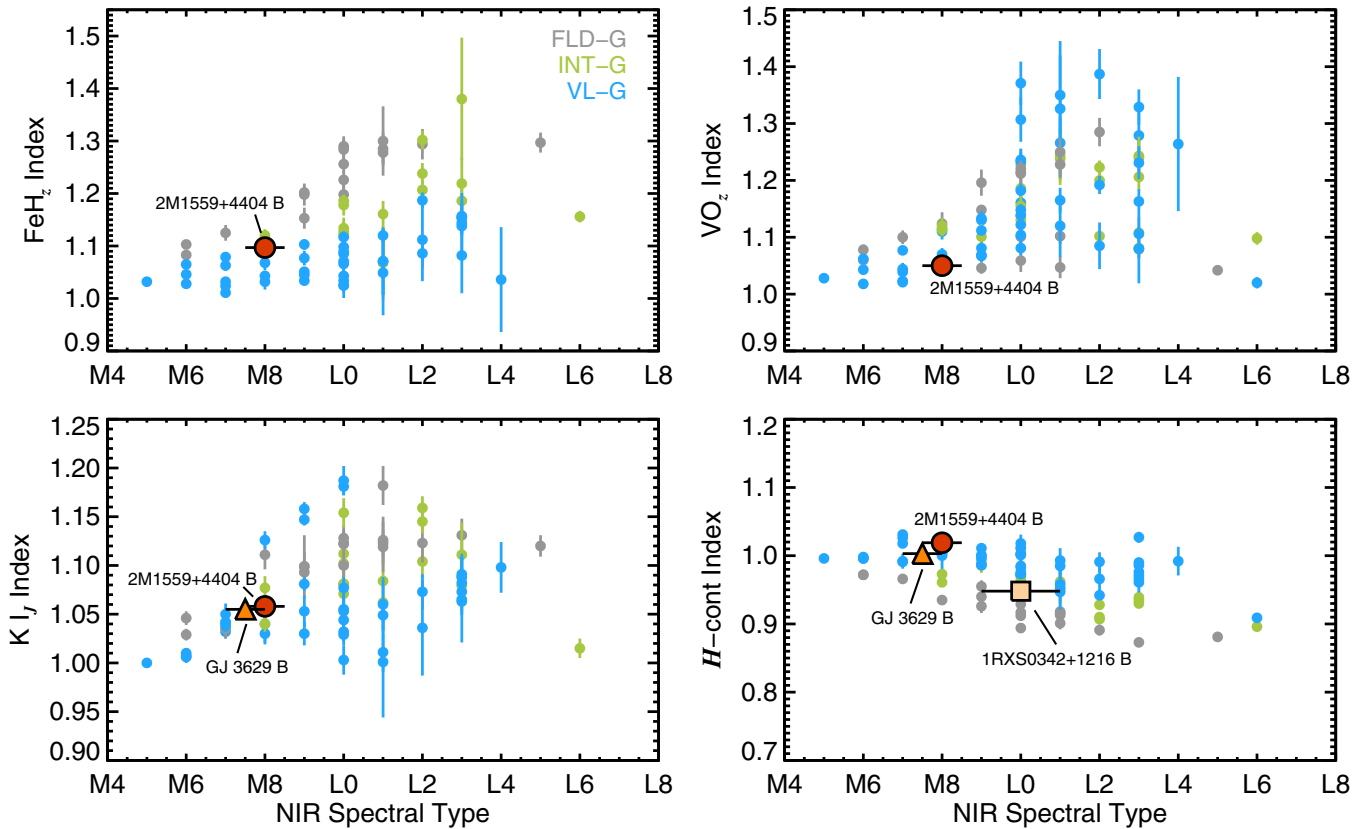 1.5
1.4
1.3
1.2
1.1
1.0
0.9
FeHz Index
FLD−G
INT−G
VL−G
2M1559+4404 B
M4 M6 M8 L0 L2 L4 L6 L8
1.5
1.4
1.3
1.2
1.1
1.0
0.9
VOz Index
2M1559+4404 B
M4 M6 M8 L0 L2 L4 L6 L8
1.25
1.20
1.15
1.10
1.05
1.00
0.95
0.90
K IJ Index
2M1559+4404 B
GJ 3629 B
M4 M6 M8 L0 L2 L4 L6 L8
NIR Spectral Type
1.2
1.1
1.0
0.9
0.8
0.7
H−cont Index
2M1559+4404 B
GJ 3629 B
1RXS0342+1216 B
M4 M6 M8 L0 L2 L4 L6 L8
NIR Spectral Type